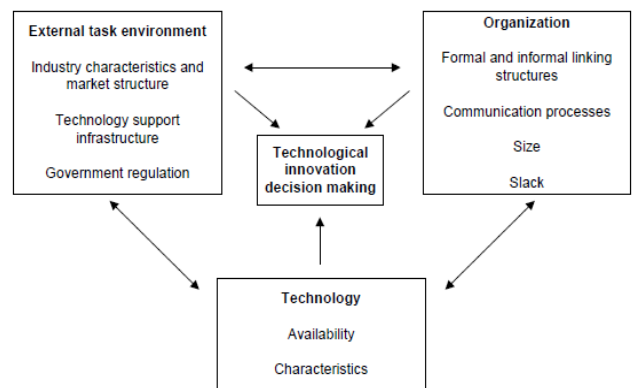 External task environment
Industry characteristics and
market structure
Technology support
infrastructure
Government regulation
Organization
Formal and informal linking
structures
Communication processes
Size
Slack
Technological
innovation
decision making
Technology
Availability
Characteristics